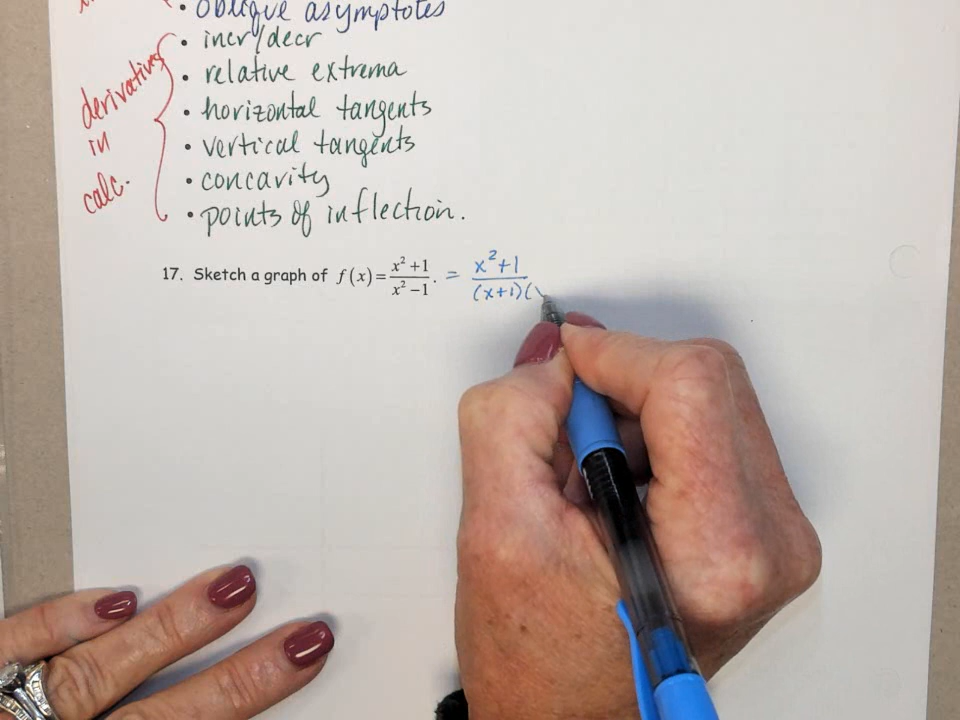 • oblique asymptotes
• incr/decr
• relative extrema
• horizontal tangents
• vertical tangents
• concavity
• points of inflection.
derivatives
in
calc.
17. Sketch a graph of f(x) = (x² + 1)/(x² − 1). = (x² + 1)/((x+1)(